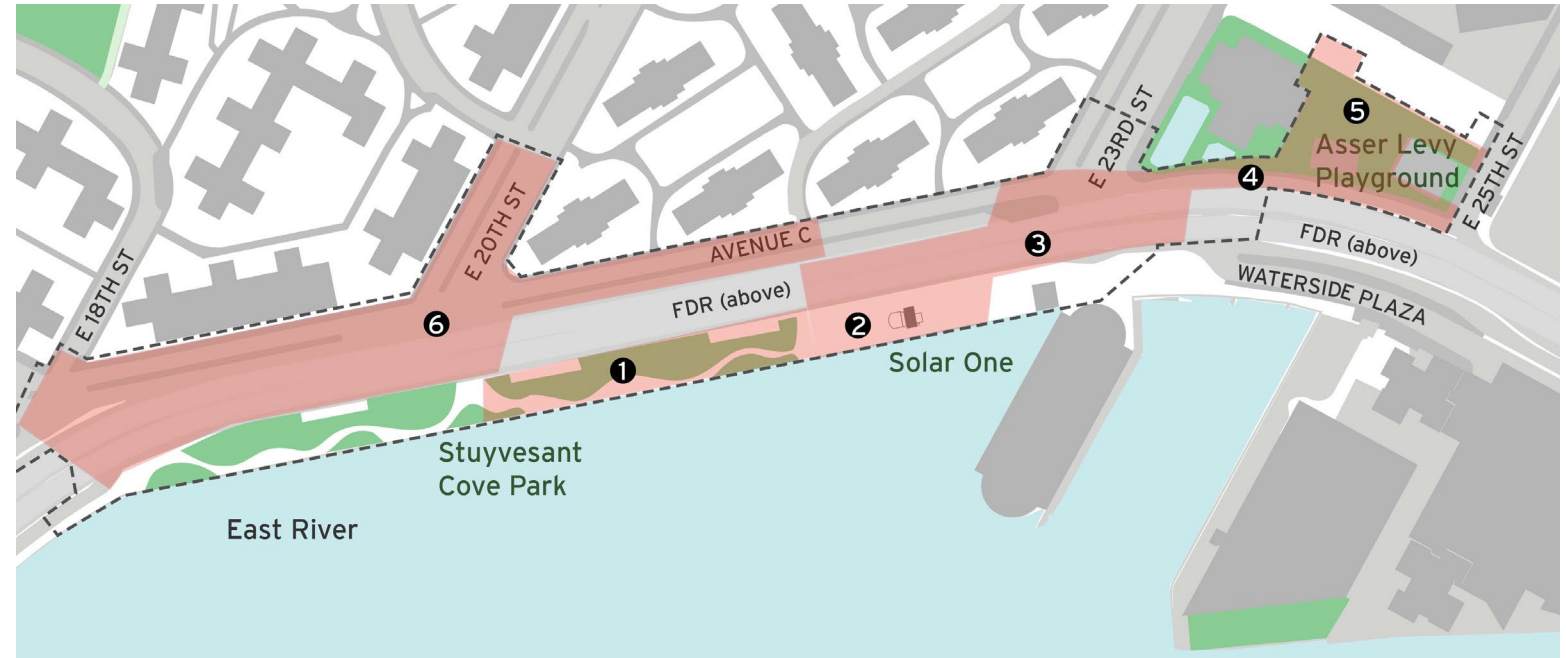 E 18TH ST
E 20TH ST
AVENUE C
FDR (above)
E 23RD ST
Asser Levy
Playground
E 25TH ST
FDR (above)
WATERSIDE PLAZA
1
2
3
4
5
6
Solar One
Stuyvesant
Cove Park
East River